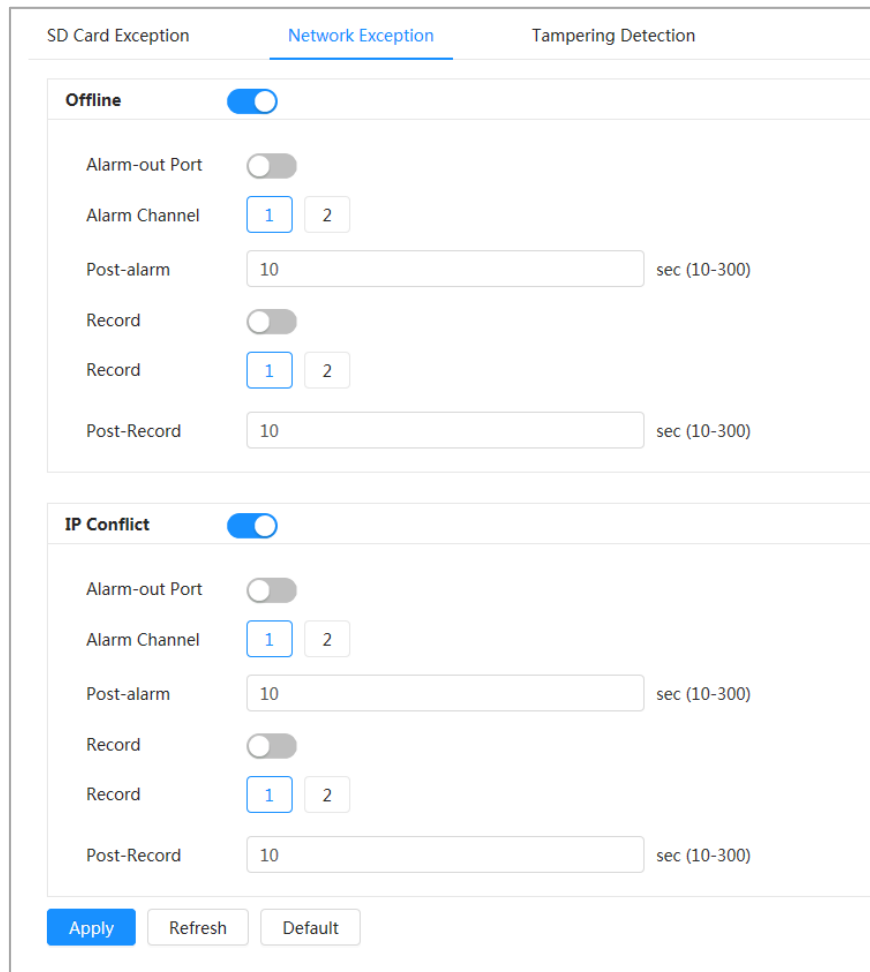 SD Card Exception Network Exception Tampering Detection
Offline
Alarm-out Port
Alarm Channel 1 2
Post-alarm 10 sec (10-300)
Record
Record 1 2
Post-Record 10 sec (10-300)
IP Conflict
Alarm-out Port
Alarm Channel 1 2
Post-alarm 10 sec (10-300)
Record
Record 1 2
Post-Record 10 sec (10-300)
Apply Refresh Default